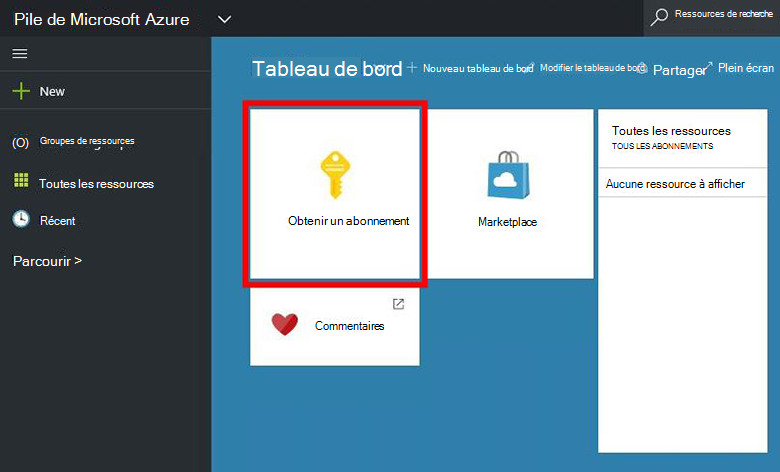 Pile de Microsoft Azure
Ressources de recherche
Tableau de bord
Nouveau tableau de bord
Modifier le tableau de bord
Partager
Plein écran
New
(O) Groupes de ressources
Toutes les ressources
Récent
Parcourir >
Obtenir un abonnement
Marketplace
Toutes les ressources
TOUS LES ABONNEMENTS
Aucune ressource à afficher
Commentaires